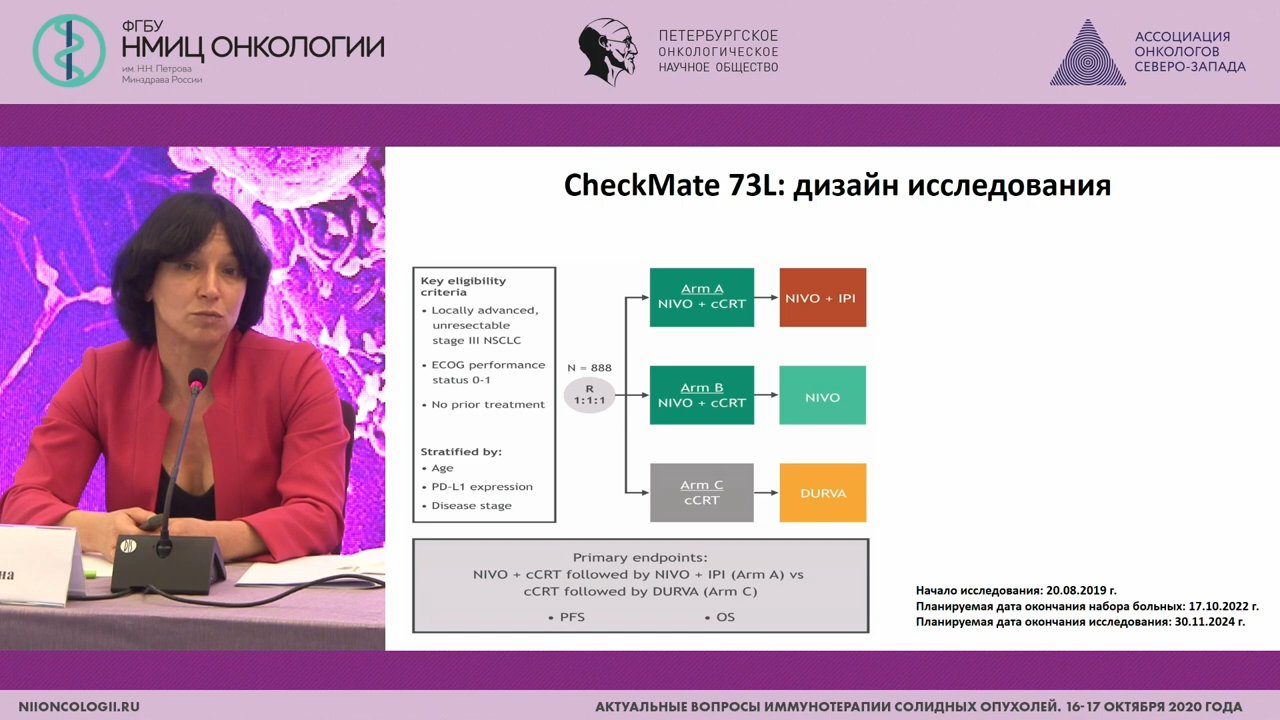 ФГБУ
НМИЦ ОНКОЛОГИИ
им. Н.Н. Петрова
Минздрава России
ПЕТЕРБУРГСКОЕ
ОНКОЛОГИЧЕСКОЕ
НАУЧНОЕ ОБЩЕСТВО
АССОЦИАЦИЯ
ОНКОЛОГОВ
СЕВЕРО-ЗАПАДА
CheckMate 73L: дизайн исследования
Key eligibility
criteria
• Locally advanced,
unresectable
stage III NSCLC
• ECOG performance
status 0-1
• No prior treatment
Stratified by:
• Age
• PD-L1 expression
• Disease stage
N = 888
R
1:1:1
Arm A
NIVO + cCRT
NIVO + IPI
Arm B
NIVO + cCRT
NIVO
Arm C
cCRT
DURVA
Primary endpoints:
NIVO + cCRT followed by NIVO + IPI (Arm A) vs
cCRT followed by DURVA (Arm C)
• PFS
• OS
Начало исследования: 20.08.2019 г.
Планируемая дата окончания набора больных: 17.10.2022 г.
Планируемая дата окончания исследования: 30.11.2024 г.
на
NIIONCOLOGII.RU
АКТУАЛЬНЫЕ ВОПРОСЫ ИММУНОТЕРАПИИ СОЛИДНЫХ ОПУХОЛЕЙ. 16-17 ОКТЯБРЯ 2020 ГОДА